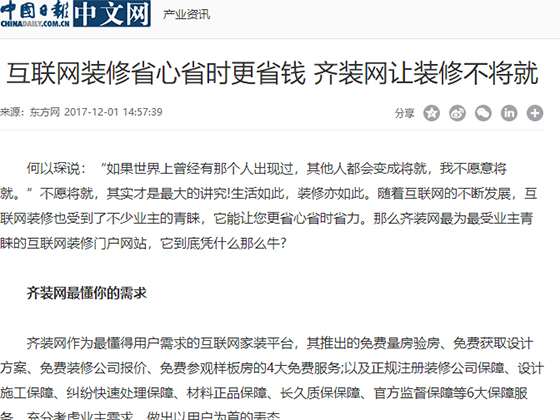 中国日报 中文网 产业资讯
CHINADAILY.COM.CN
互联网装修省心省时更省钱 齐装网让装修不将就
来源：东方网 2017-12-01 14:57:39 分享
何以琛说：“如果世界上曾经有那个人出现过，其他人都会变成将就，我不愿意将
就。”不愿将就，其实才是最大的讲究!生活如此，装修亦如此。随着互联网的不断发展，互
联网装修也受到了不少业主的青睐，它能让您更省心省时省力。那么齐装网最为最受业主青
睐的互联网装修门户网站，它到底凭什么那么牛?
齐装网最懂你的需求
齐装网作为最懂得用户需求的互联网家装平台，其推出的免费量房验房、免费获取设计
方案、免费装修公司报价、免费参观样板房的4大免费服务;以及正规注册装修公司保障、设计
施工保障、纠纷快速处理保障、材料正品保障、长久质保保障、官方监督保障等6大保障服
务，充分考虑业主需求，做出以用户为首的表态